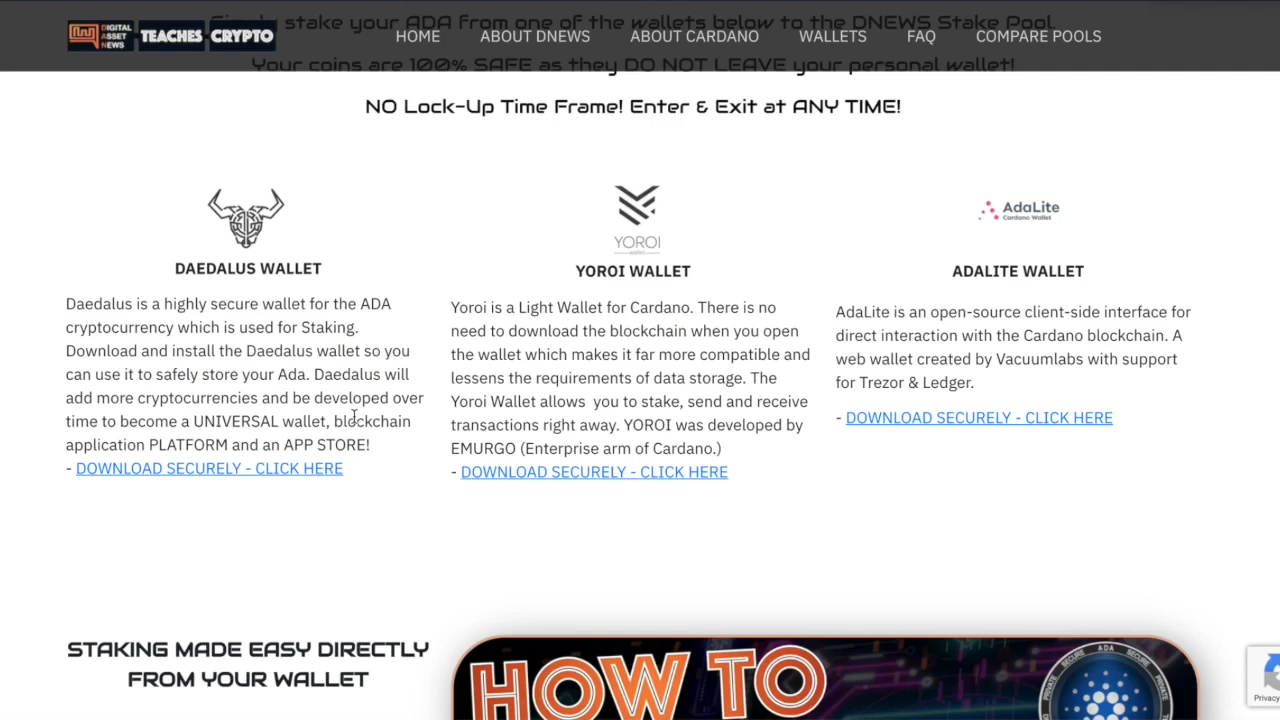 Simply stake your ADA from one of the wallets below to the DNEWS Stake Pool.
DIGITAL
ASSET
NEWS
TEACHES CRYPTO
HOME
ABOUT DNEWS
ABOUT CARDANO
WALLETS
FAQ
COMPARE POOLS
Your coins are 100% SAFE as they DO NOT LEAVE your personal wallet!
NO Lock-Up Time Frame! Enter & Exit at ANY TIME!
DAEDALUS WALLET
Daedalus is a highly secure wallet for the ADA
cryptocurrency which is used for Staking.
Download and install the Daedalus wallet so you
can use it to safely store your Ada. Daedalus will
add more cryptocurrencies and be developed over
time to become a UNIVERSAL wallet, blockchain
application PLATFORM and an APP STORE!
- DOWNLOAD SECURELY - CLICK HERE
YOROI
YOROI WALLET
Yoroi is a Light Wallet for Cardano. There is no
need to download the blockchain when you open
the wallet which makes it far more compatible and
lessens the requirements of data storage. The
Yoroi Wallet allows you to stake, send and receive
transactions right away. YOROI was developed by
EMURGO (Enterprise arm of Cardano.)
- DOWNLOAD SECURELY - CLICK HERE
AdaLite
Cardano Wallet
ADALITE WALLET
AdaLite is an open-source client-side interface for
direct interaction with the Cardano blockchain. A
web wallet created by Vacuumlabs with support
for Trezor & Ledger.
- DOWNLOAD SECURELY - CLICK HERE
STAKING MADE EASY DIRECTLY
FROM YOUR WALLET
HOW TO
SECURE ADA SECURE
PRIVATE
PRIVATE
Privacy